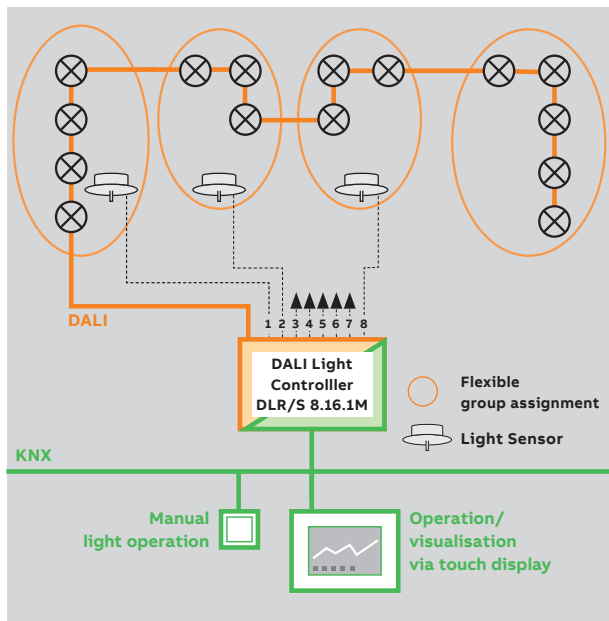 DALI
1 2 3 4 5 6 7 8
DALI Light
Controlller
DLR/S 8.16.1M
Flexible
group assignment
Light Sensor
KNX
Manual
light operation
Operation/
visualisation
via touch display